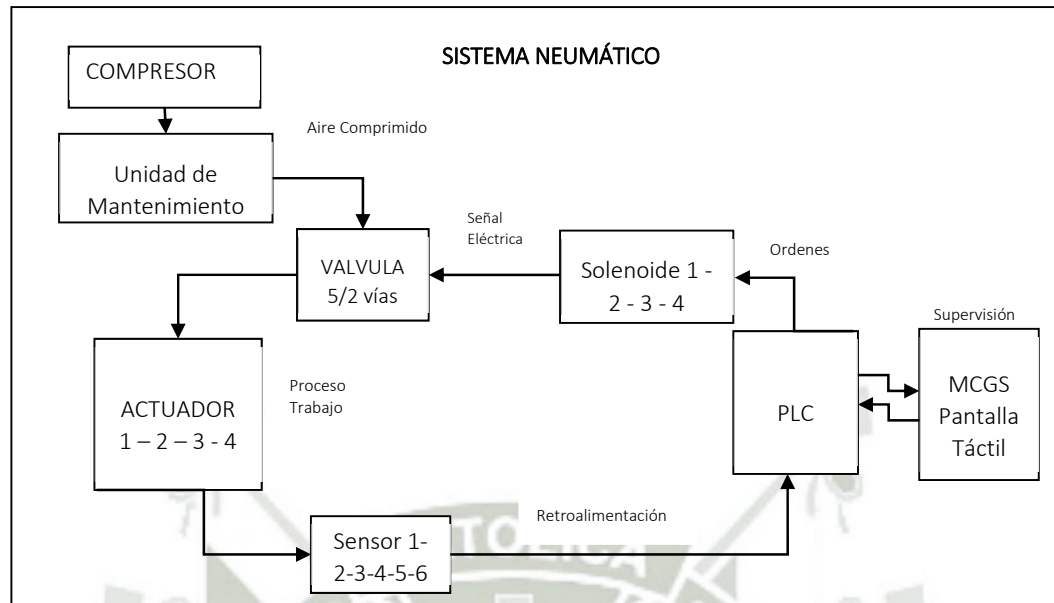 SISTEMA NEUMÁTICO
COMPRESOR
Aire Comprimido
Unidad de
Mantenimiento
Señal
Eléctrica
VALVULA
5/2 vías
Solenoide 1 -
2 - 3 - 4
Ordenes
Supervisión
ACTUADOR
1 – 2 – 3 - 4
Proceso
Trabajo
PLC
MCGS
Pantalla
Táctil
Sensor 1-
2-3-4-5-6
Retroalimentación